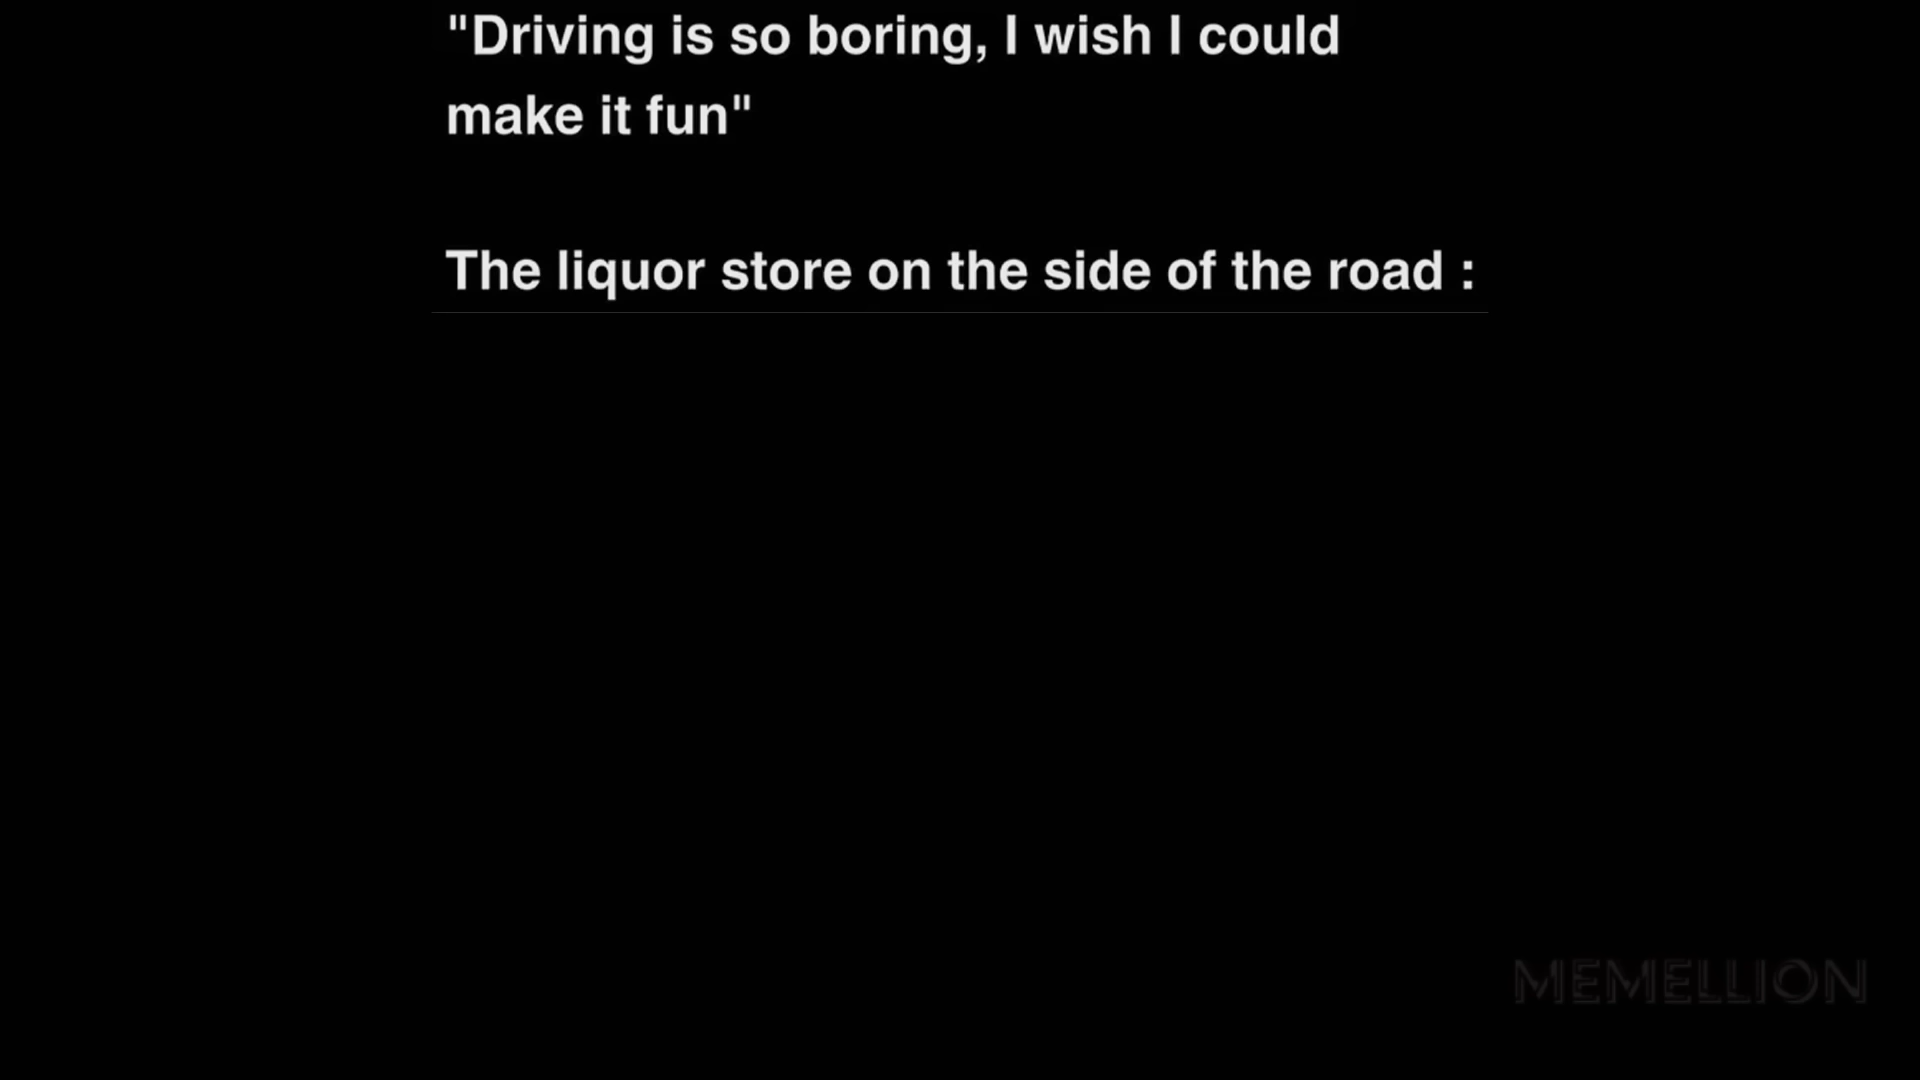 "Driving is so boring, I wish I could
make it fun"
The liquor store on the side of the road :
MEMELLION